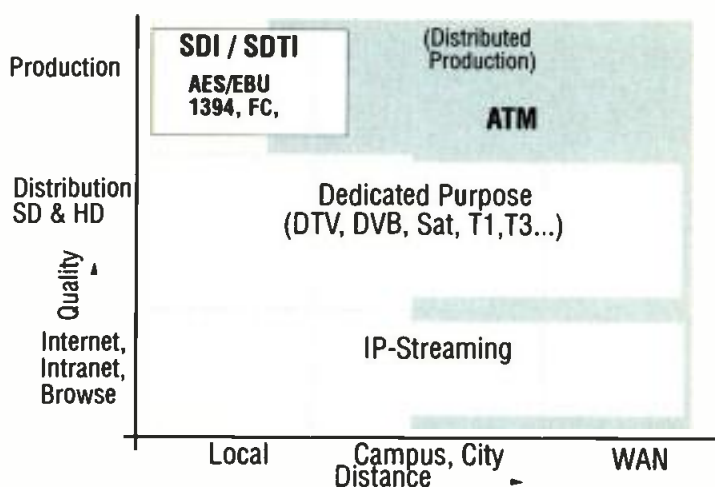 Production
SDI / SDTI
AES/EBU
1394, FC,
(Distributed
Production)
ATM
Distribution
SD & HD
Dedicated Purpose
(DTV, DVB, Sat, T1,T3...)
Quality
Internet,
Intranet,
Browse
IP-Streaming
Local
Campus, City
WAN
Distance